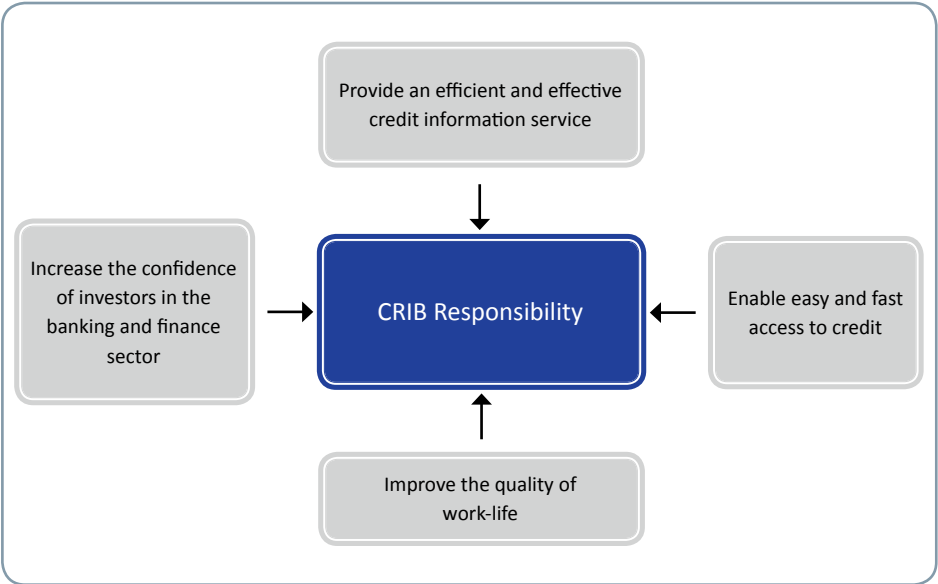 Provide an efficient and effective
credit information service
Increase the confidence
of investors in the
banking and finance
sector
CRIB Responsibility
Enable easy and fast
access to credit
Improve the quality of
work-life